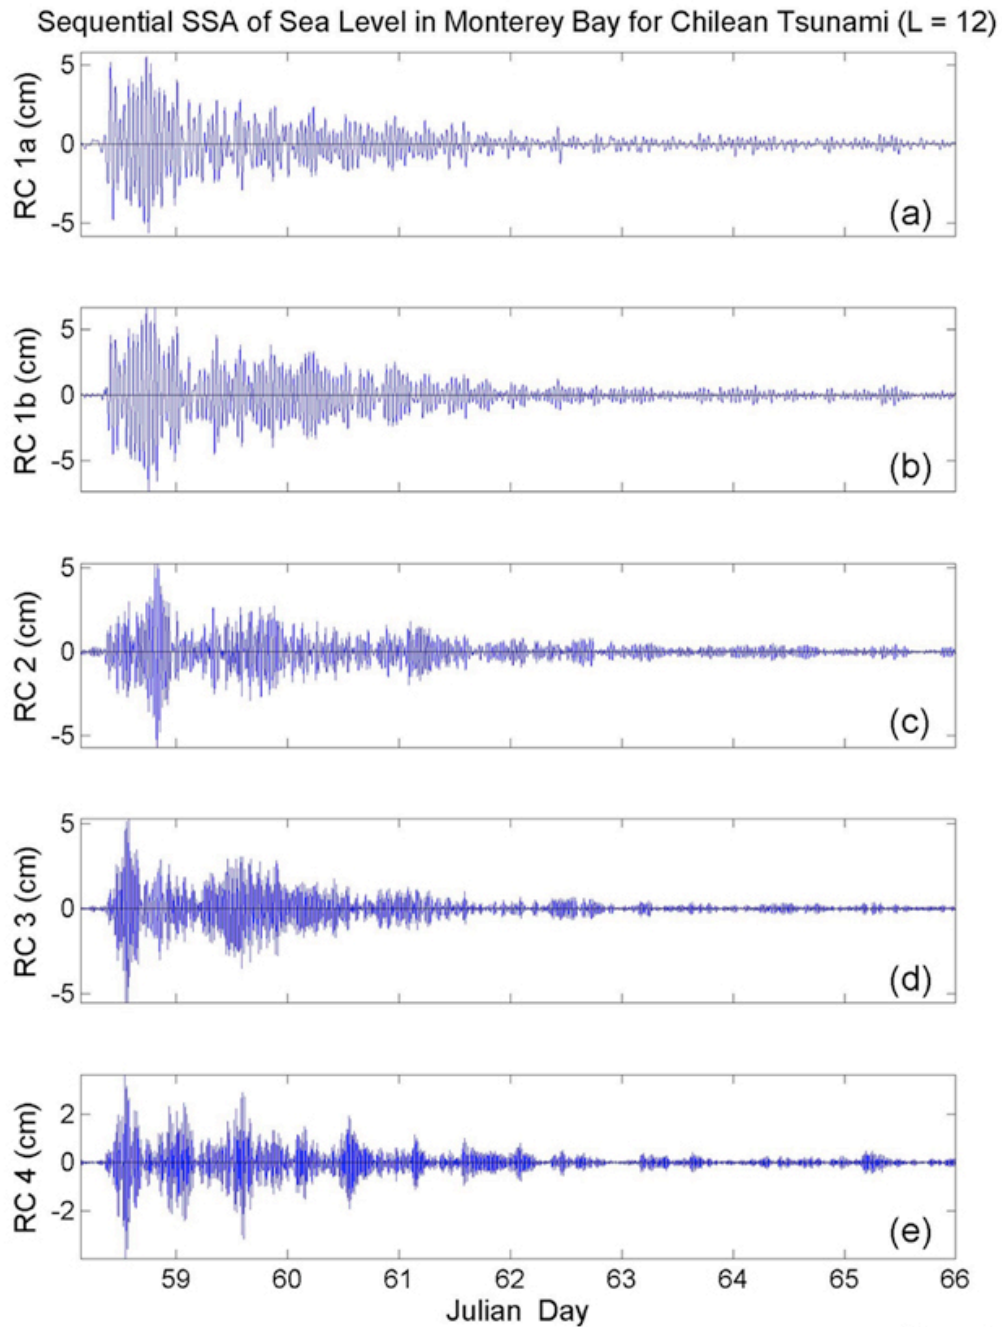 Sequential SSA of Sea Level in Monterey Bay for Chilean Tsunami (L = 12)
RC 1a (cm)
5
0
-5
(a)
RC 1b (cm)
5
0
-5
(b)
RC 2 (cm)
5
0
-5
(c)
RC 3 (cm)
5
0
-5
(d)
RC 4 (cm)
2
0
-2
(e)
59 60 61 62 63 64 65 66
Julian Day